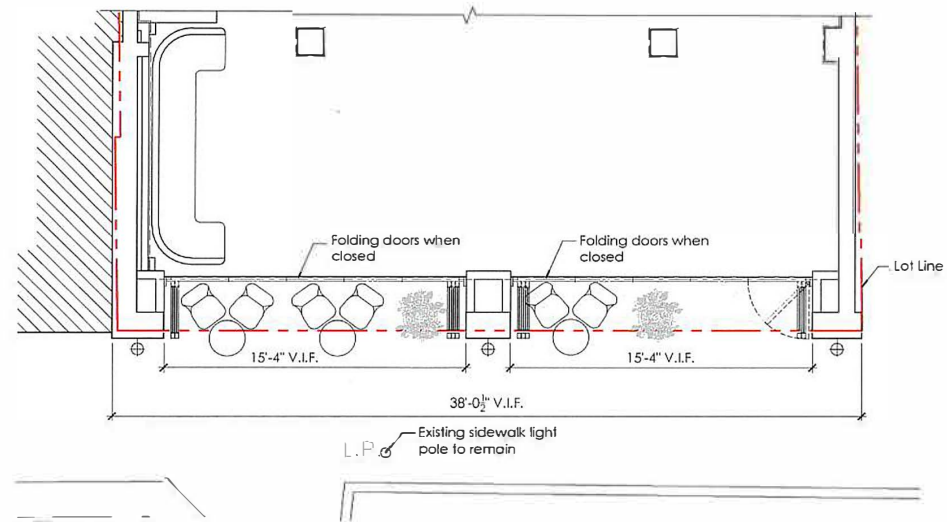 Folding doors when
closed
Folding doors when
closed
Lot Line
15'-4" V.I.F.
15'-4" V.I.F.
38'-0½" V.I.F.
Existing sidewalk light
pole to remain
L.P.